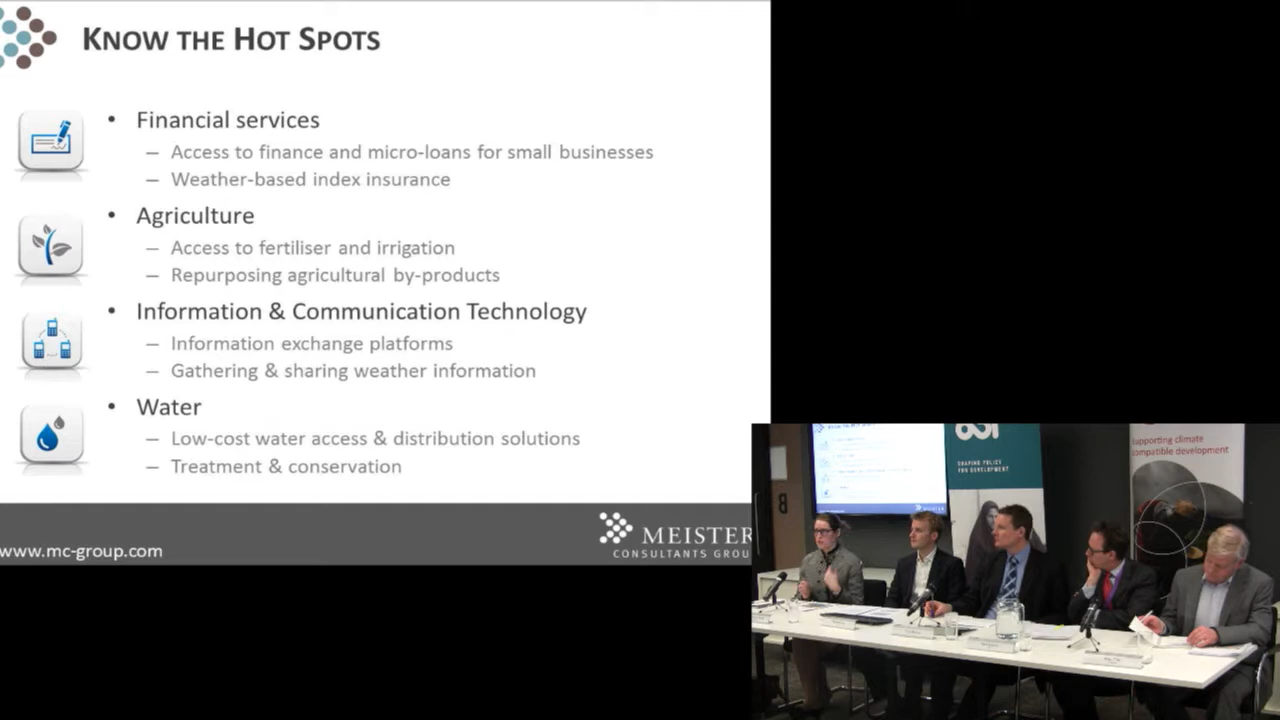 KNOW THE HOT SPOTS
• Financial services
– Access to finance and micro-loans for small businesses
– Weather-based index insurance
• Agriculture
– Access to fertiliser and irrigation
– Repurposing agricultural by-products
• Information & Communication Technology
– Information exchange platforms
– Gathering & sharing weather information
• Water
– Low-cost water access & distribution solutions
– Treatment & conservation
www.mc-group.com
MEISTER
CONSULTANTS GROU
SHAPING POLICY
FOR DEVELOPMENT
supporting climate
compatible development